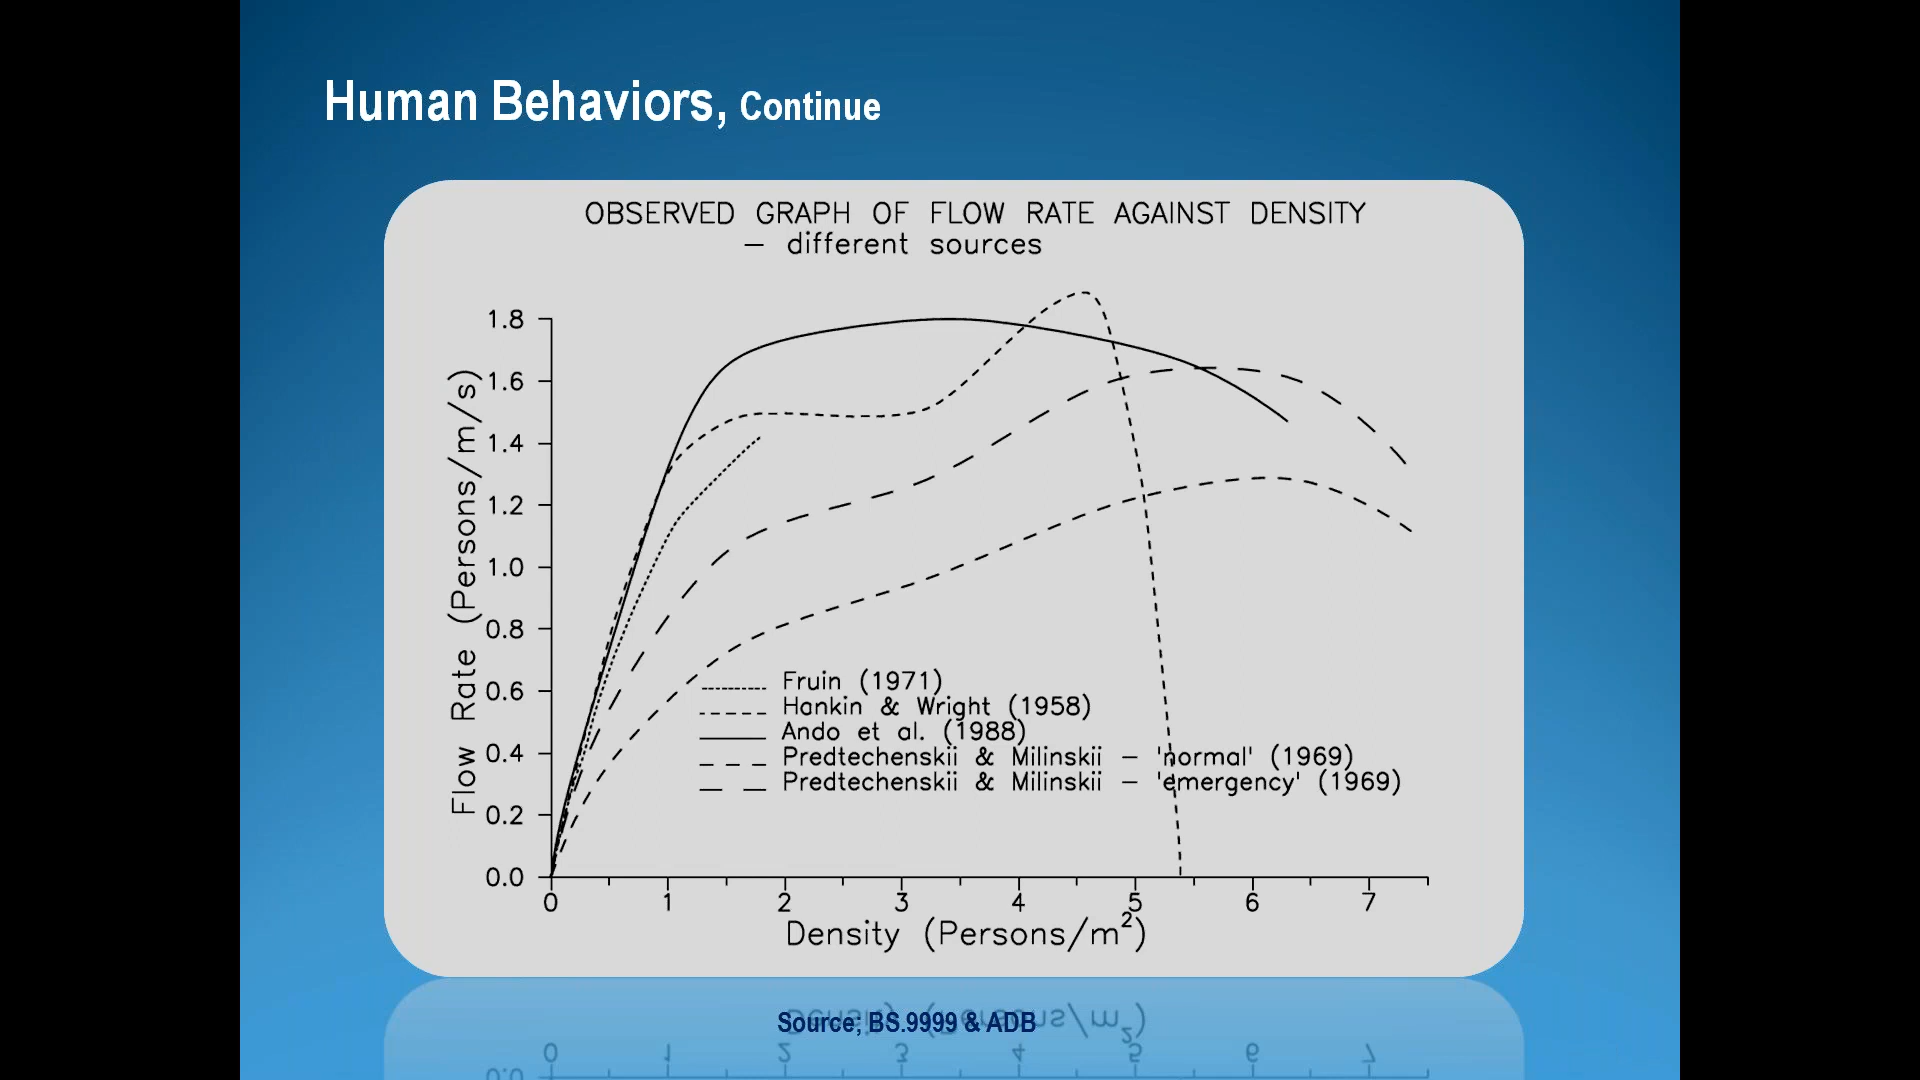 Human Behaviors, Continue
OBSERVED GRAPH OF FLOW RATE AGAINST DENSITY
– different sources
Flow Rate (Persons/m/s)
1.8
1.6
1.4
1.2
1.0
0.8
0.6
0.4
0.2
0.0
Fruin (1971)
Hankin & Wright (1958)
Ando et al. (1988)
Predtechenskii & Milinskii – 'normal' (1969)
Predtechenskii & Milinskii – 'emergency' (1969)
0 1 2 3 4 5 6 7
Density (Persons/m²)
Source; BS.9999 & ADB